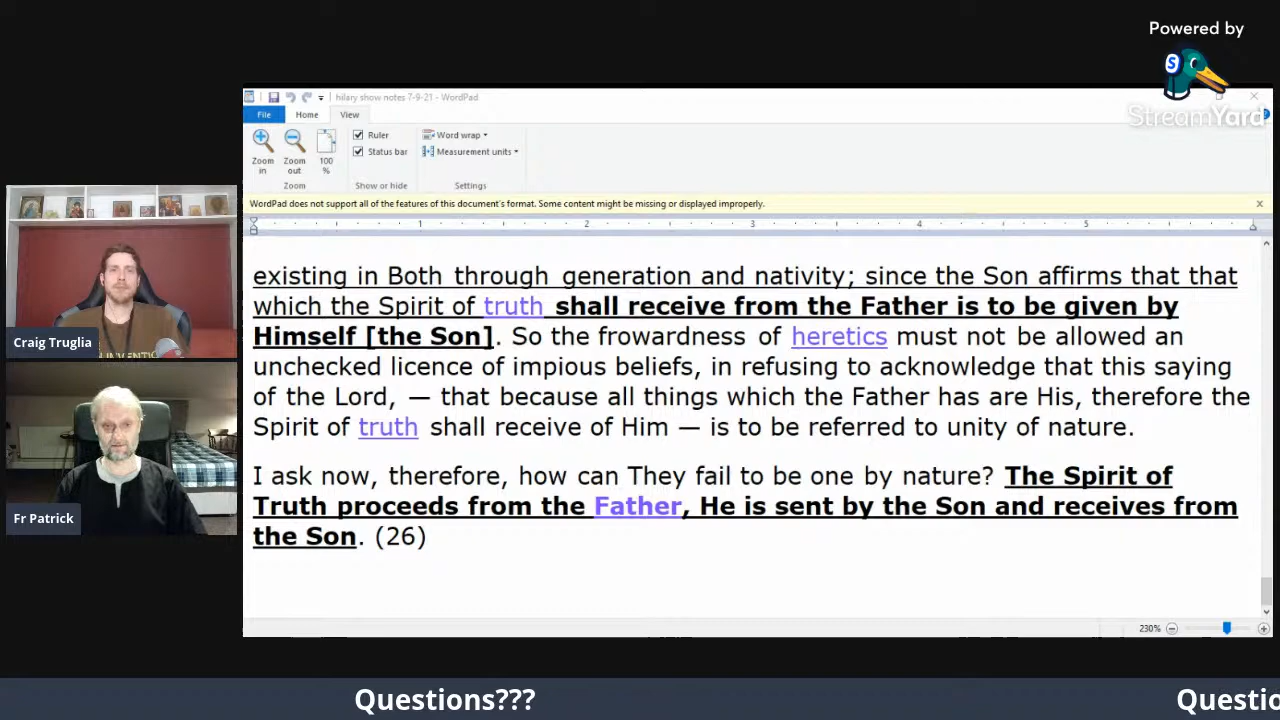 Powered by
StreamYard
hilary show notes 7-9-21 - WordPad
File Home View
Zoom in
Zoom out
100 %
Ruler
Status bar
Word wrap
Measurement units
Zoom
Show or hide
Settings
WordPad does not support all of the features of this document's format. Some content might be missing or displayed improperly.
1 2 3 4 5
existing in Both through generation and nativity; since the Son affirms that that
which the Spirit of truth shall receive from the Father is to be given by
Himself [the Son]. So the frowardness of heretics must not be allowed an
unchecked licence of impious beliefs, in refusing to acknowledge that this saying
of the Lord, — that because all things which the Father has are His, therefore the
Spirit of truth shall receive of Him — is to be referred to unity of nature.
I ask now, therefore, how can They fail to be one by nature? The Spirit of
Truth proceeds from the Father, He is sent by the Son and receives from
the Son. (26)
230%
Craig Truglia
Fr Patrick
Questions??? Questio